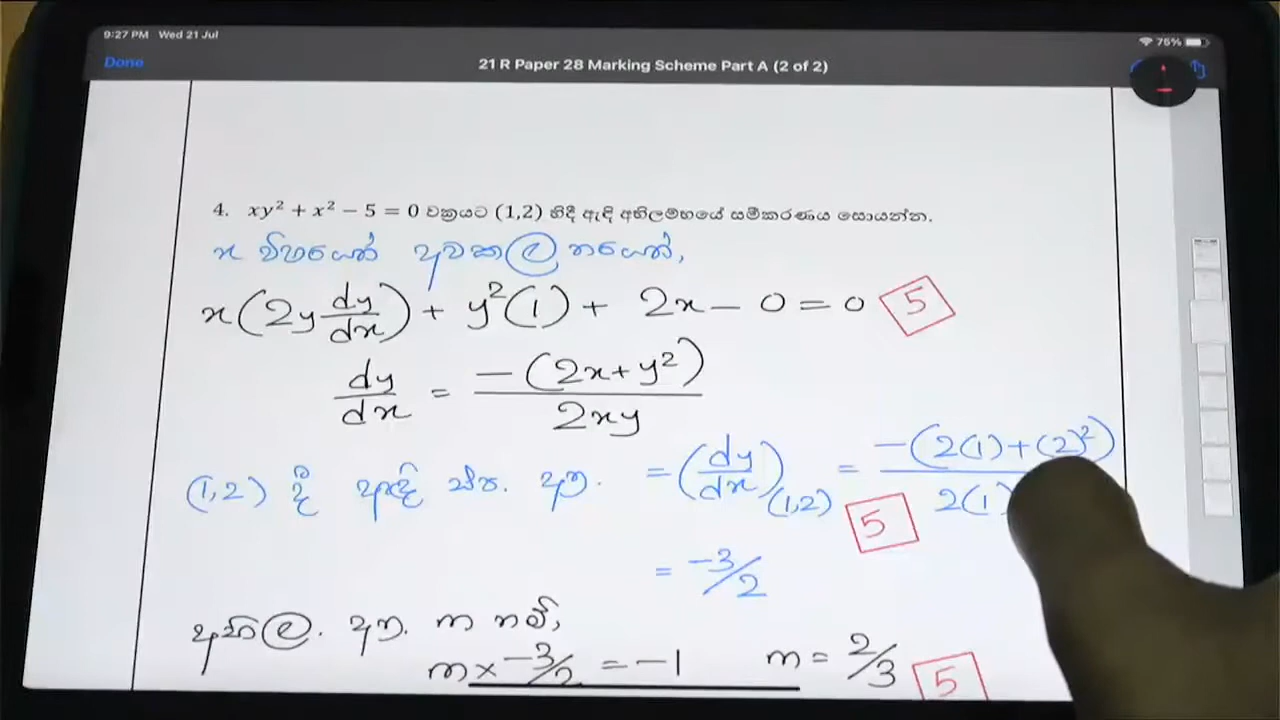 9:27 PM Wed 21 Jul 76%
Done 21 R Paper 28 Marking Scheme Part A (2 of 2)
4. xy² + x² − 5 = 0 වක්‍රයට (1,2) හිදී ඇඳි අභිලම්භයේ සමීකරණය සොයන්න.
x විෂයෙන් අවකලනයෙන්,
x(2y dy/dx) + y²(1) + 2x − 0 = 0 5
dy/dx = −(2x+y²)/2xy
(1,2) දී ඇඳි ස්ප. අනු. = (dy/dx)(1,2) = −(2(1)+(2)²)/2(1)
5
= −3/2
අභිල. අනු. m නම්,
m × −3/2 = −1 m = 2/3 5